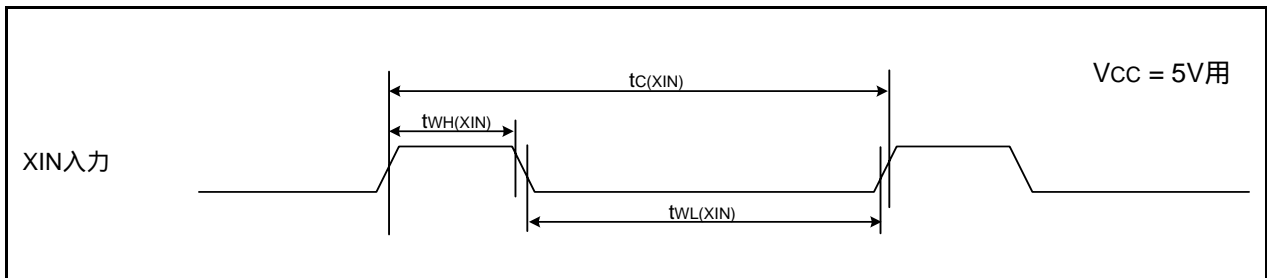 VCC = 5V用
tC(XIN)
tWH(XIN)
XIN入力
tWL(XIN)